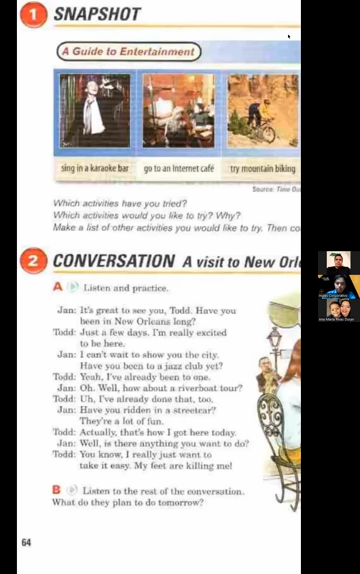 1 SNAPSHOT
A Guide to Entertainment
sing in a karaoke bar
go to an Internet café
try mountain biking
Source: Time Ou
Which activities have you tried?
Which activities would you like to try? Why?
Make a list of other activities you would like to try. Then co
2 CONVERSATION A visit to New Orl
A Listen and practice.
Jan: It's great to see you, Todd. Have you
been in New Orleans long?
Todd: Just a few days. I'm really excited
to be here.
Jan: I can't wait to show you the city.
Have you been to a jazz club yet?
Todd: Yeah, I've already been to one.
Jan: Oh. Well, how about a riverboat tour?
Todd: Uh, I've already done that, too.
Jan: Have you ridden in a streetcar?
They're a lot of fun.
Todd: Actually, that's how I got here today.
Jan: Well, is there anything you want to do?
Todd: You know, I really just want to
take it easy. My feet are killing me!
B Listen to the rest of the conversation.
What do they plan to do tomorrow?
64